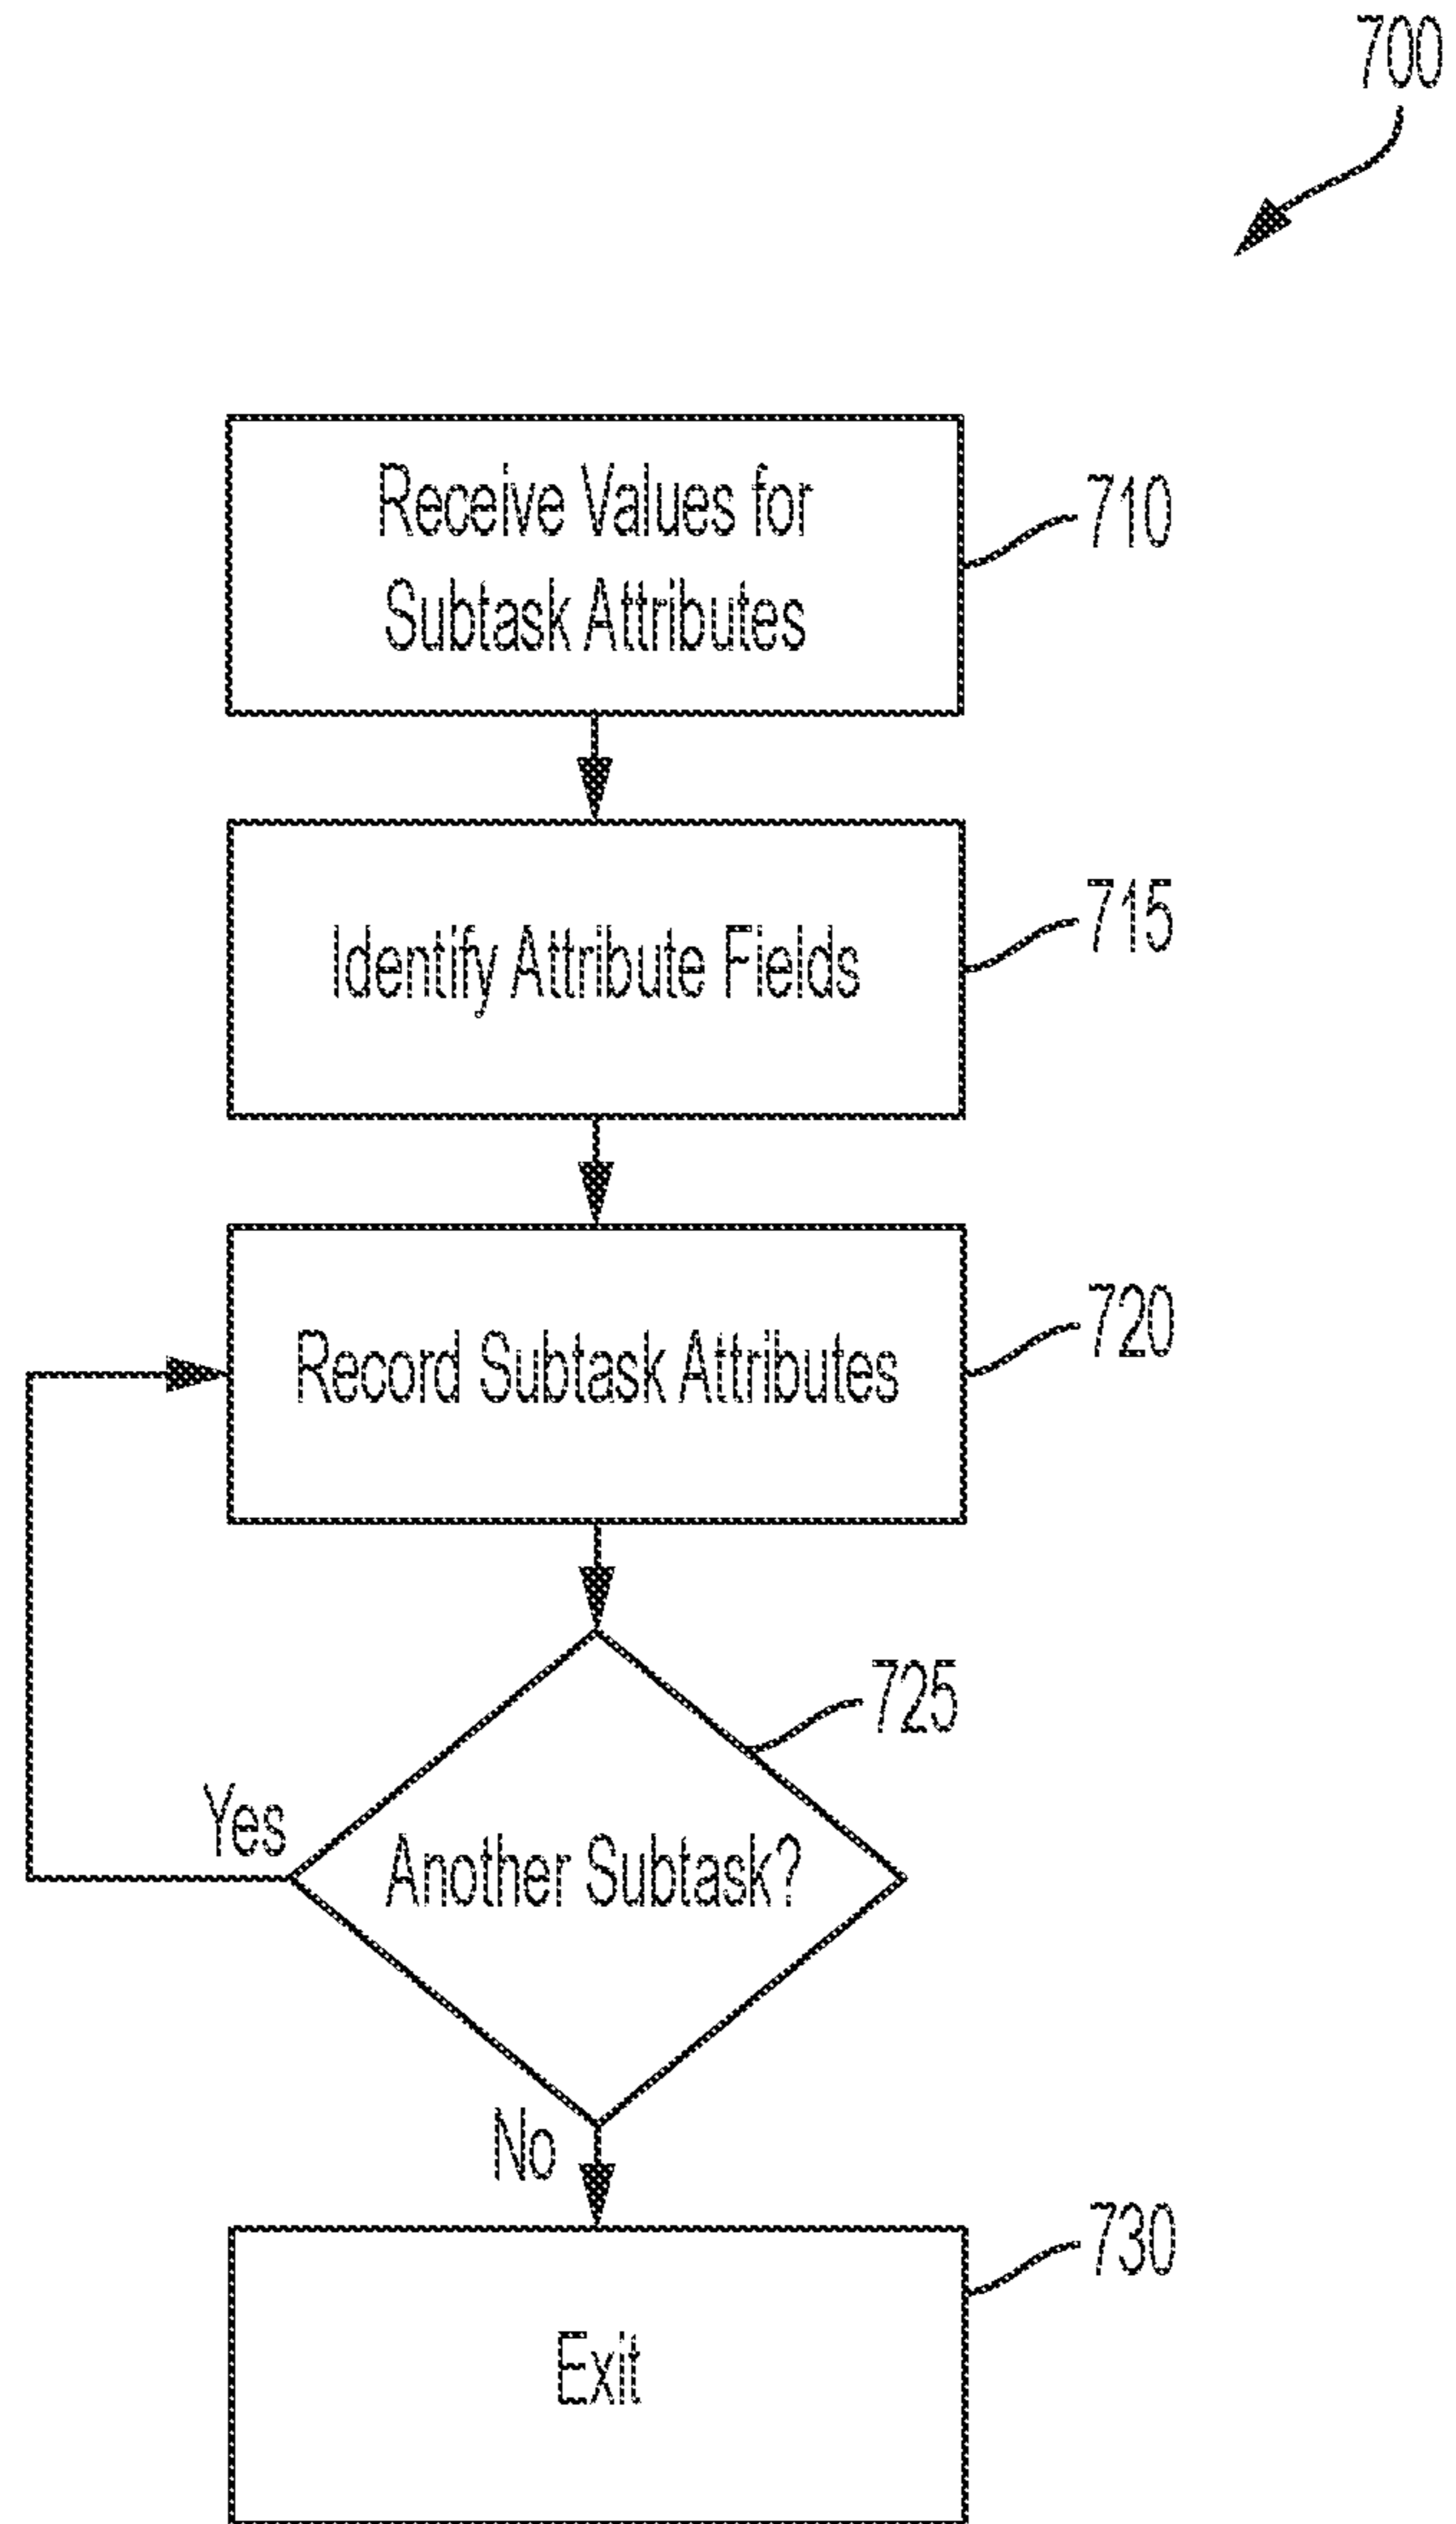 700
Receive Values for
Subtask Attributes
710
Identify Attribute Fields
715
Record Subtask Attributes
720
725
Yes
Another Subtask?
No
730
Exit